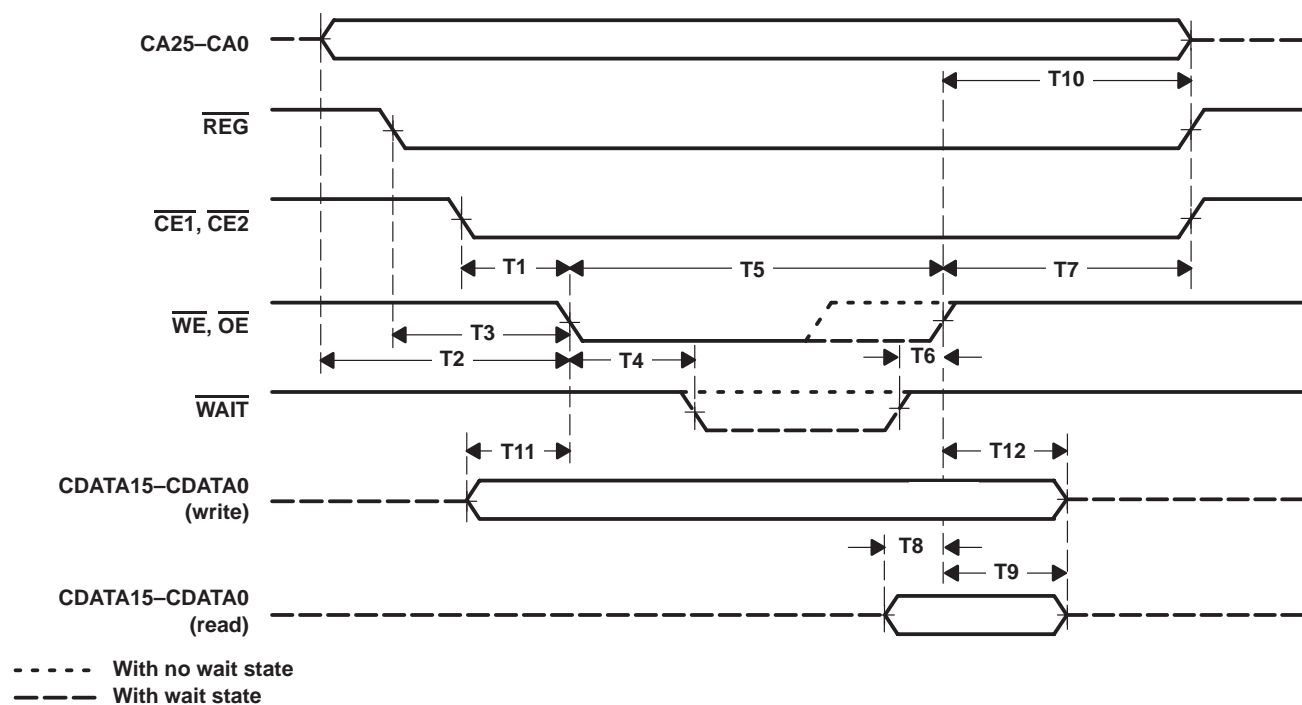 CA25–CA0
T10
REG
CE1, CE2
T1
T5
T7
WE, OE
T3
T6
T2
T4
WAIT
T11
T12
CDATA15–CDATA0
(write)
T8
T9
CDATA15–CDATA0
(read)
With no wait state
With wait state